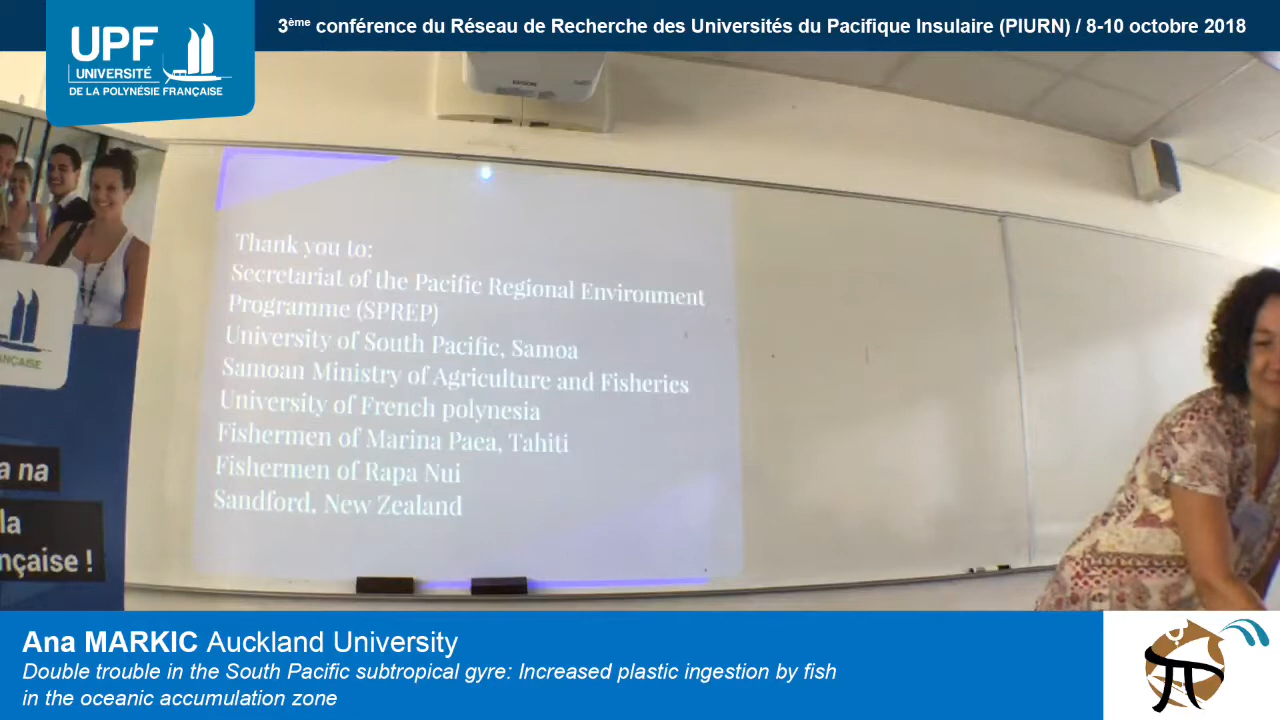 3ème conférence du Réseau de Recherche des Universités du Pacifique Insulaire (PIURN) / 8-10 octobre 2018
UPF
UNIVERSITÉ
DE LA POLYNÉSIE FRANÇAISE
EPSON
Thank you to:
Secretariat of the Pacific Regional Environment
Programme (SPREP)
University of South Pacific, Samoa
Samoan Ministry of Agriculture and Fisheries
University of French polynesia
Fishermen of Marina Paea, Tahiti
Fishermen of Rapa Nui
Sandford, New Zealand
ANÇAISE
a na
la
nçaise !
Ana MARKIC Auckland University
Double trouble in the South Pacific subtropical gyre: Increased plastic ingestion by fish
in the oceanic accumulation zone